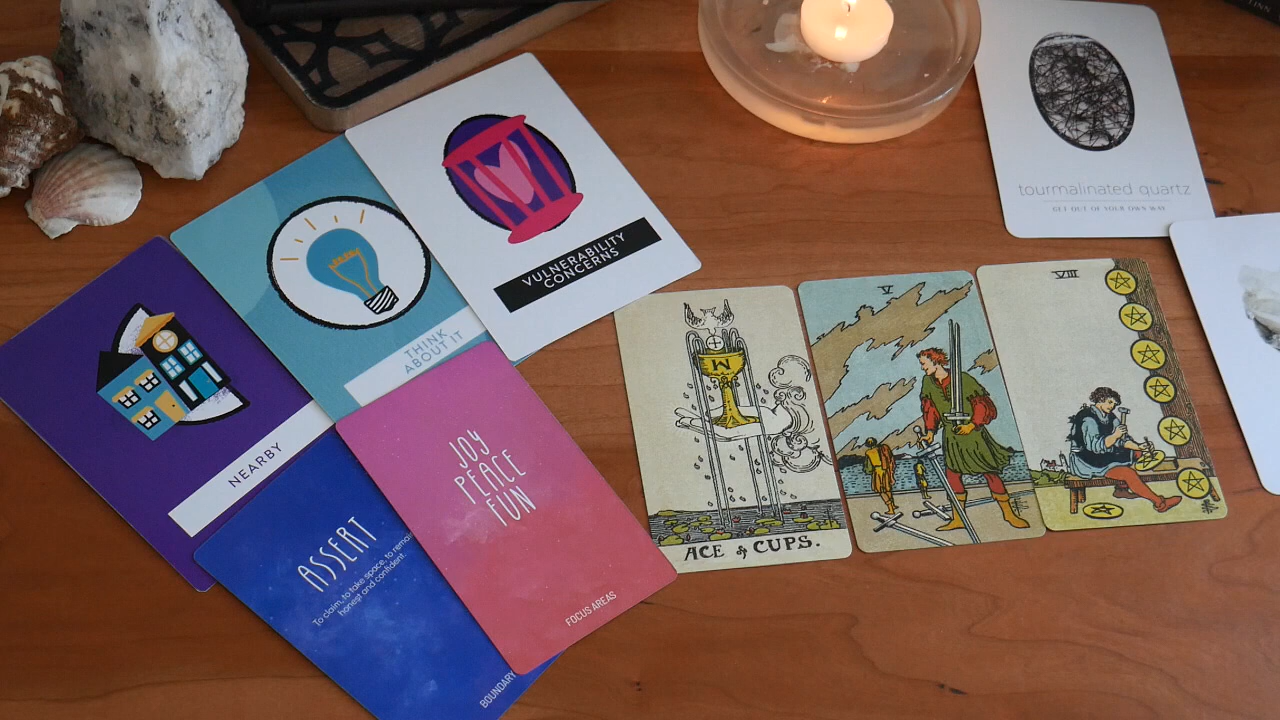 VULNERABILITY
CONCERNS
THINK
ABOUT IT
NEARBY
ASSERT
To claim, to take space, to remain
honest and confident.
BOUNDARY
JOY
PEACE
FUN
FOCUS AREAS
ACE of CUPS.
V
VIII
tourmalinated quartz
GET OUT OF YOUR OWN WAY